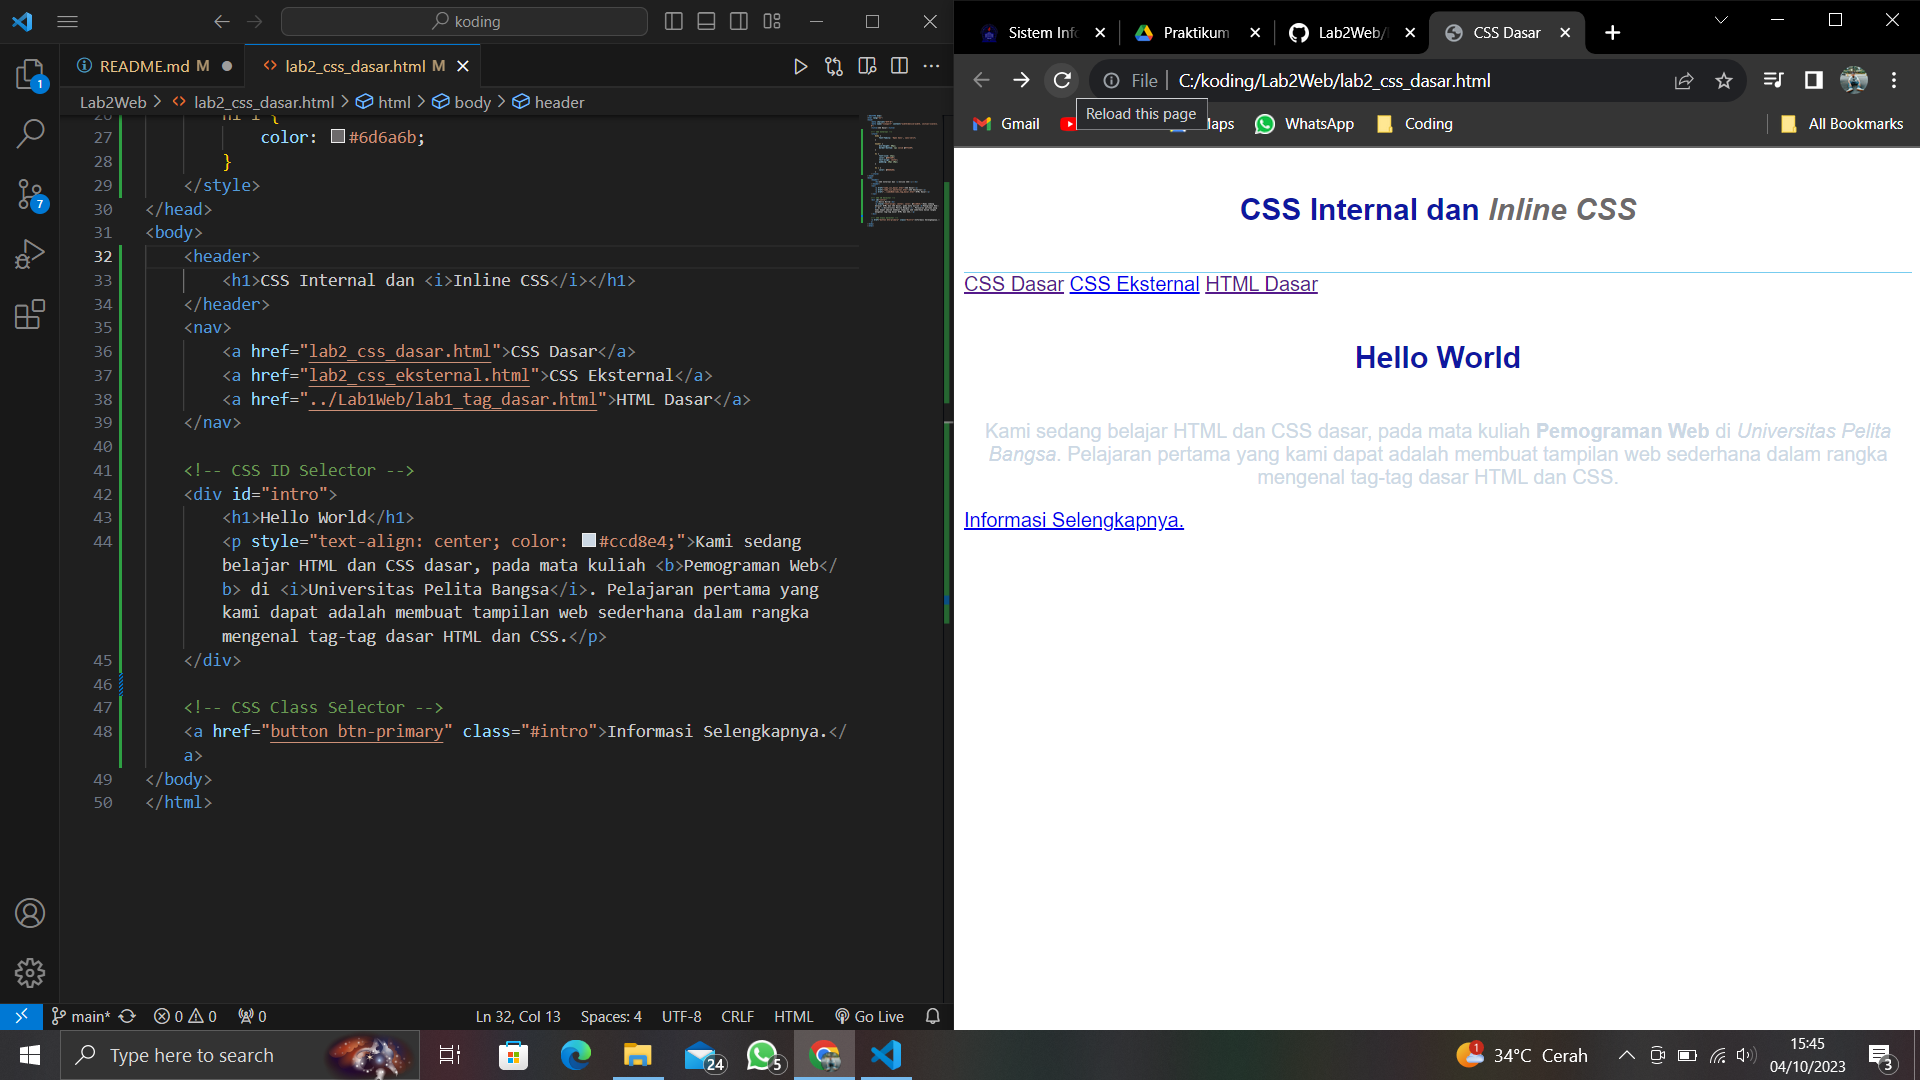 koding
README.md M
lab2_css_dasar.html M
Lab2Web > lab2_css_dasar.html > html > body > header
27 color: #6d6a6b;
28 }
29 </style>
30 </head>
31 <body>
32 <header>
33 <h1>CSS Internal dan <i>Inline CSS</i></h1>
34 </header>
35 <nav>
36 <a href="lab2_css_dasar.html">CSS Dasar</a>
37 <a href="lab2_css_eksternal.html">CSS Eksternal</a>
38 <a href="../Lab1Web/lab1_tag_dasar.html">HTML Dasar</a>
39 </nav>
40
41 <!-- CSS ID Selector -->
42 <div id="intro">
43 <h1>Hello World</h1>
44 <p style="text-align: center; color: #ccd8e4;">Kami sedang
belajar HTML dan CSS dasar, pada mata kuliah <b>Pemograman Web</
b> di <i>Universitas Pelita Bangsa</i>. Pelajaran pertama yang
kami dapat adalah membuat tampilan web sederhana dalam rangka
mengenal tag-tag dasar HTML dan CSS.</p>
45 </div>
46
47 <!-- CSS Class Selector -->
48 <a href="button btn-primary" class="#intro">Informasi Selengkapnya.</
a>
49 </body>
50 </html>
1
7
main* 0 0 0 Ln 32, Col 13 Spaces: 4 UTF-8 CRLF HTML Go Live
Sistem Info
Praktikum
Lab2Web/
CSS Dasar
File | C:/koding/Lab2Web/lab2_css_dasar.html
Reload this page
Gmail
WhatsApp
Coding
All Bookmarks
CSS Internal dan Inline CSS
CSS Dasar CSS Eksternal HTML Dasar
Hello World
Kami sedang belajar HTML dan CSS dasar, pada mata kuliah Pemograman Web di Universitas Pelita
Bangsa. Pelajaran pertama yang kami dapat adalah membuat tampilan web sederhana dalam rangka
mengenal tag-tag dasar HTML dan CSS.
Informasi Selengkapnya.
Type here to search
24
5
1
34°C Cerah
15:45
04/10/2023
3